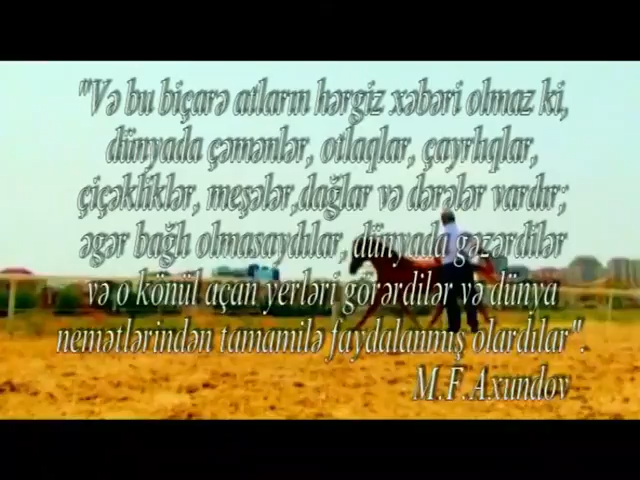 "Və bu biçarə atların hərgiz xəbəri olmaz ki,
dünyada çəmənlər, otlaqlar, çayrlıqlar,
çiçəkliklər, meşələr,dağlar və dərələr vardır;
əgər bağlı olmasaydılar, dünyada gəzərdilər
və o könül açan yerləri görərdilər və dünya
nemətlərindən tamamilə faydalanmış olardılar".
M.F.Axundov